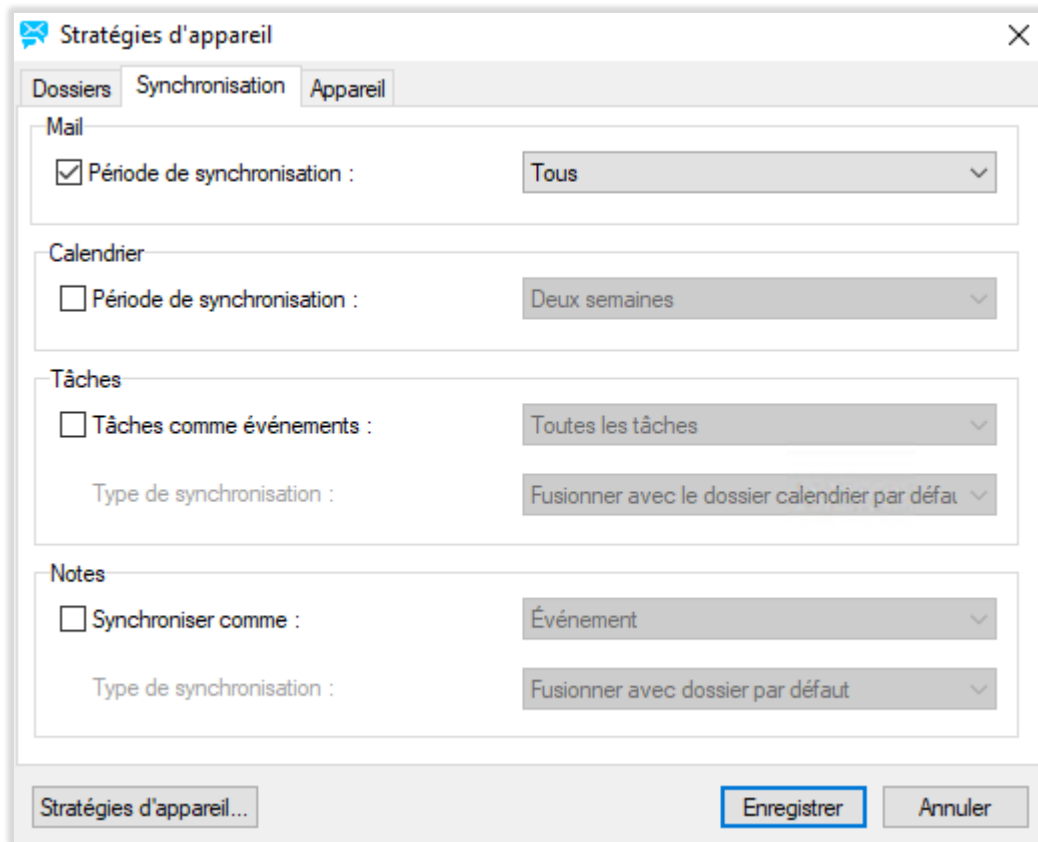 Stratégies d'appareil
Dossiers Synchronisation Appareil
Mail
Période de synchronisation : Tous
Calendrier
Période de synchronisation : Deux semaines
Tâches
Tâches comme événements : Toutes les tâches
Type de synchronisation : Fusionner avec le dossier calendrier par défau
Notes
Synchroniser comme : Événement
Type de synchronisation : Fusionner avec dossier par défaut
Stratégies d'appareil... Enregistrer Annuler